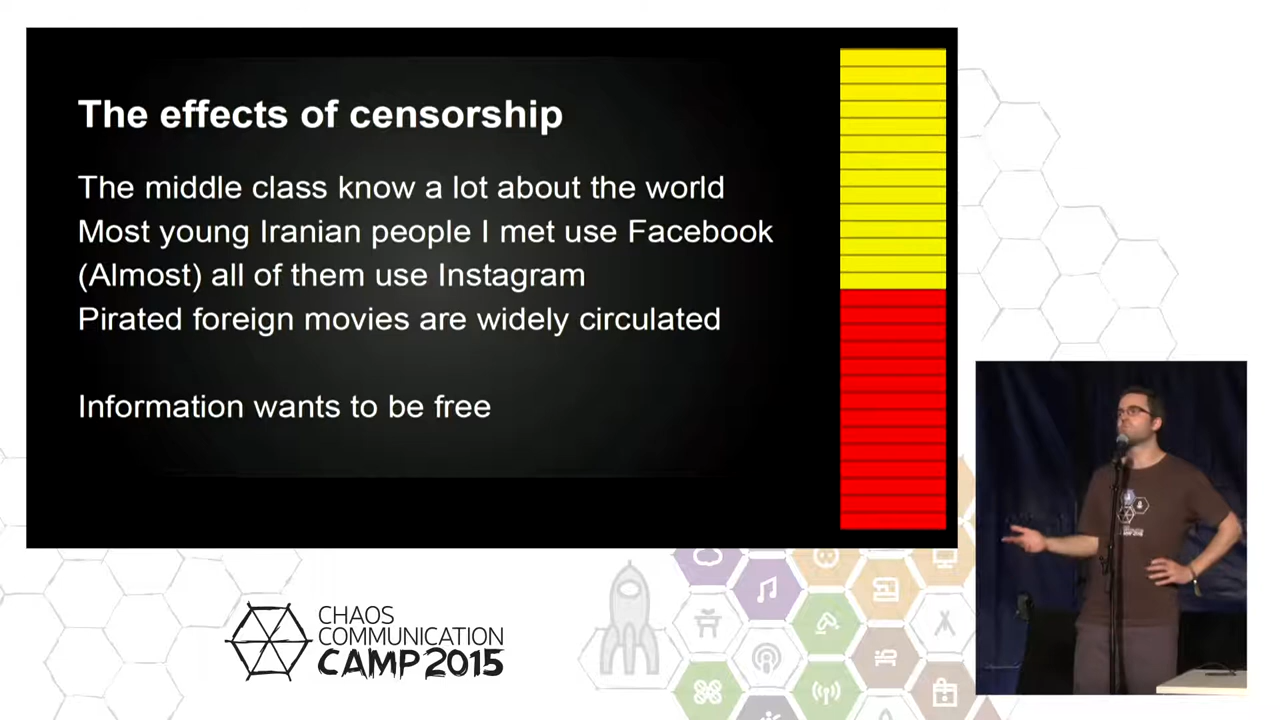 The effects of censorship
The middle class know a lot about the world
Most young Iranian people I met use Facebook
(Almost) all of them use Instagram
Pirated foreign movies are widely circulated
Information wants to be free
CHAOS
COMMUNICATION
CAMP 2015